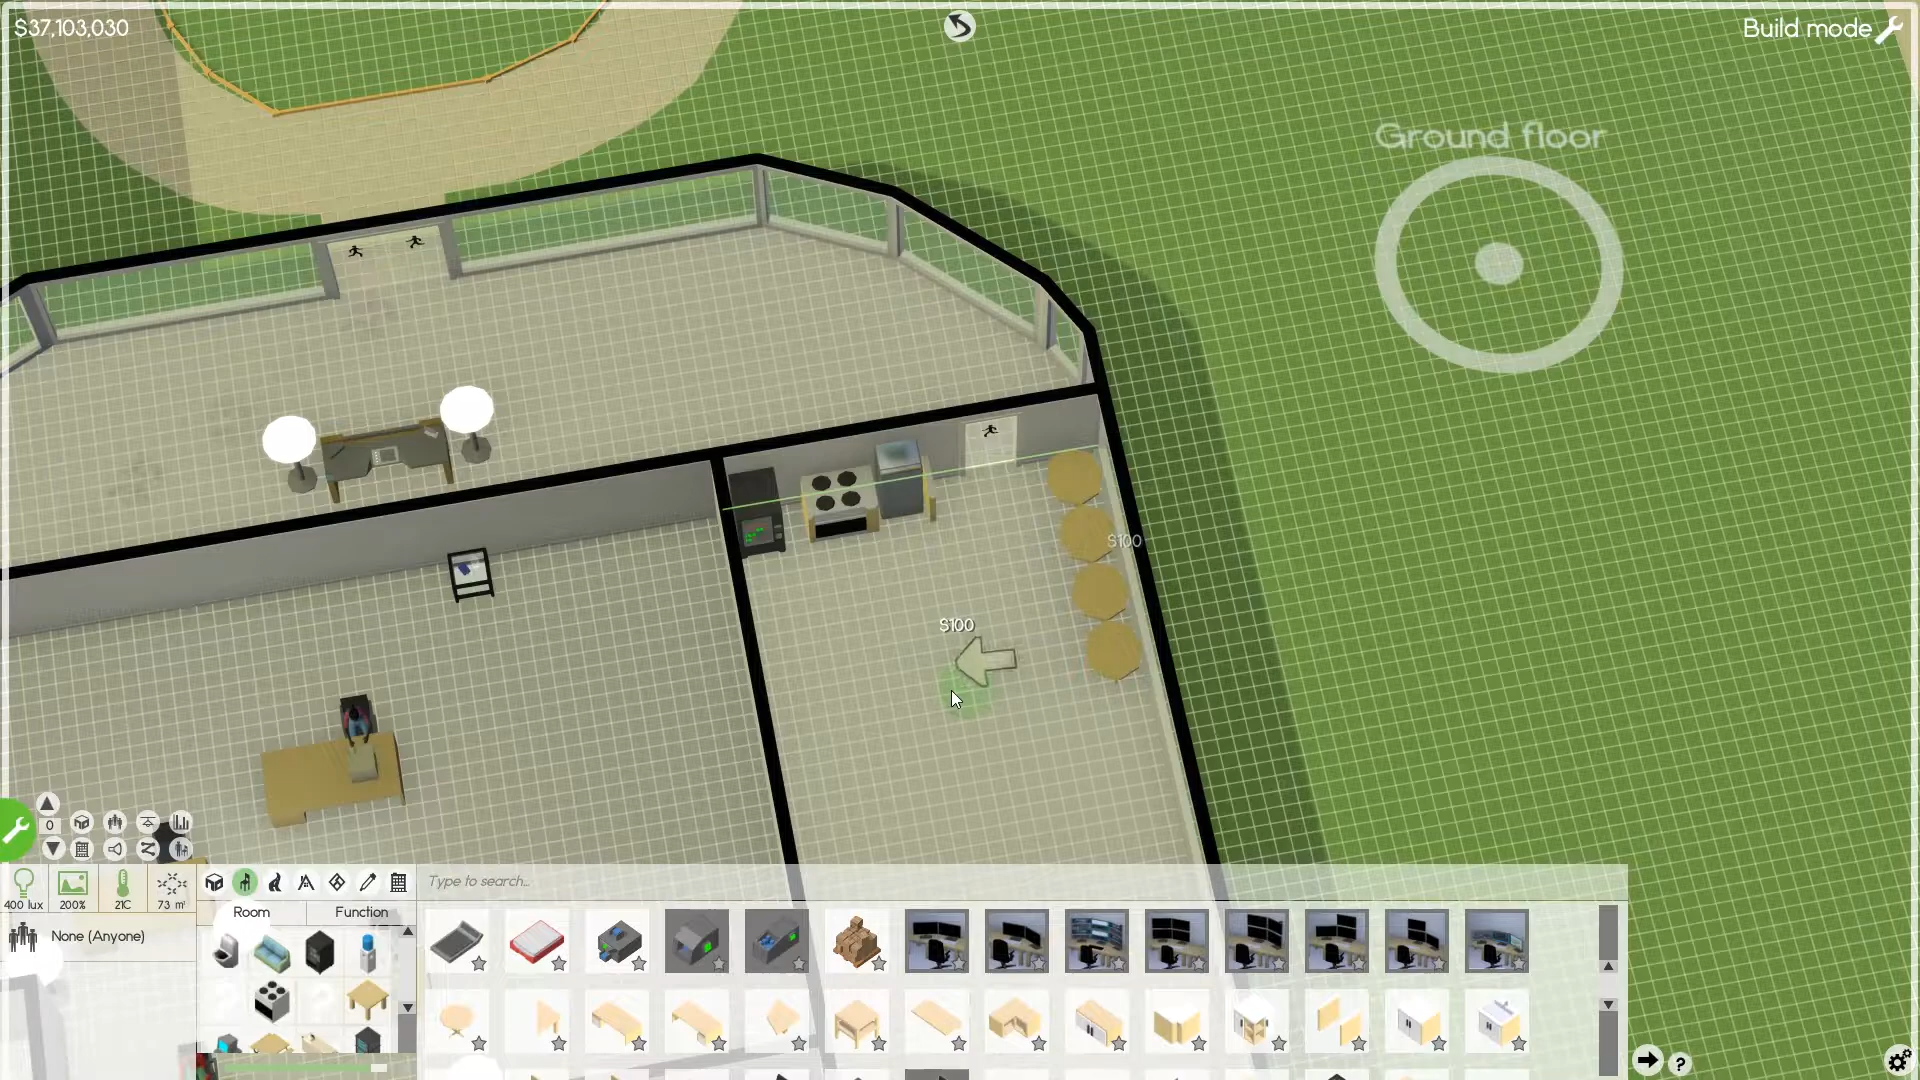 $37,103,030
Build mode
Ground floor
$100
$100
0
400 lux
200%
21C
73 m²
None (Anyone)
Room
Function
Type to search...
?